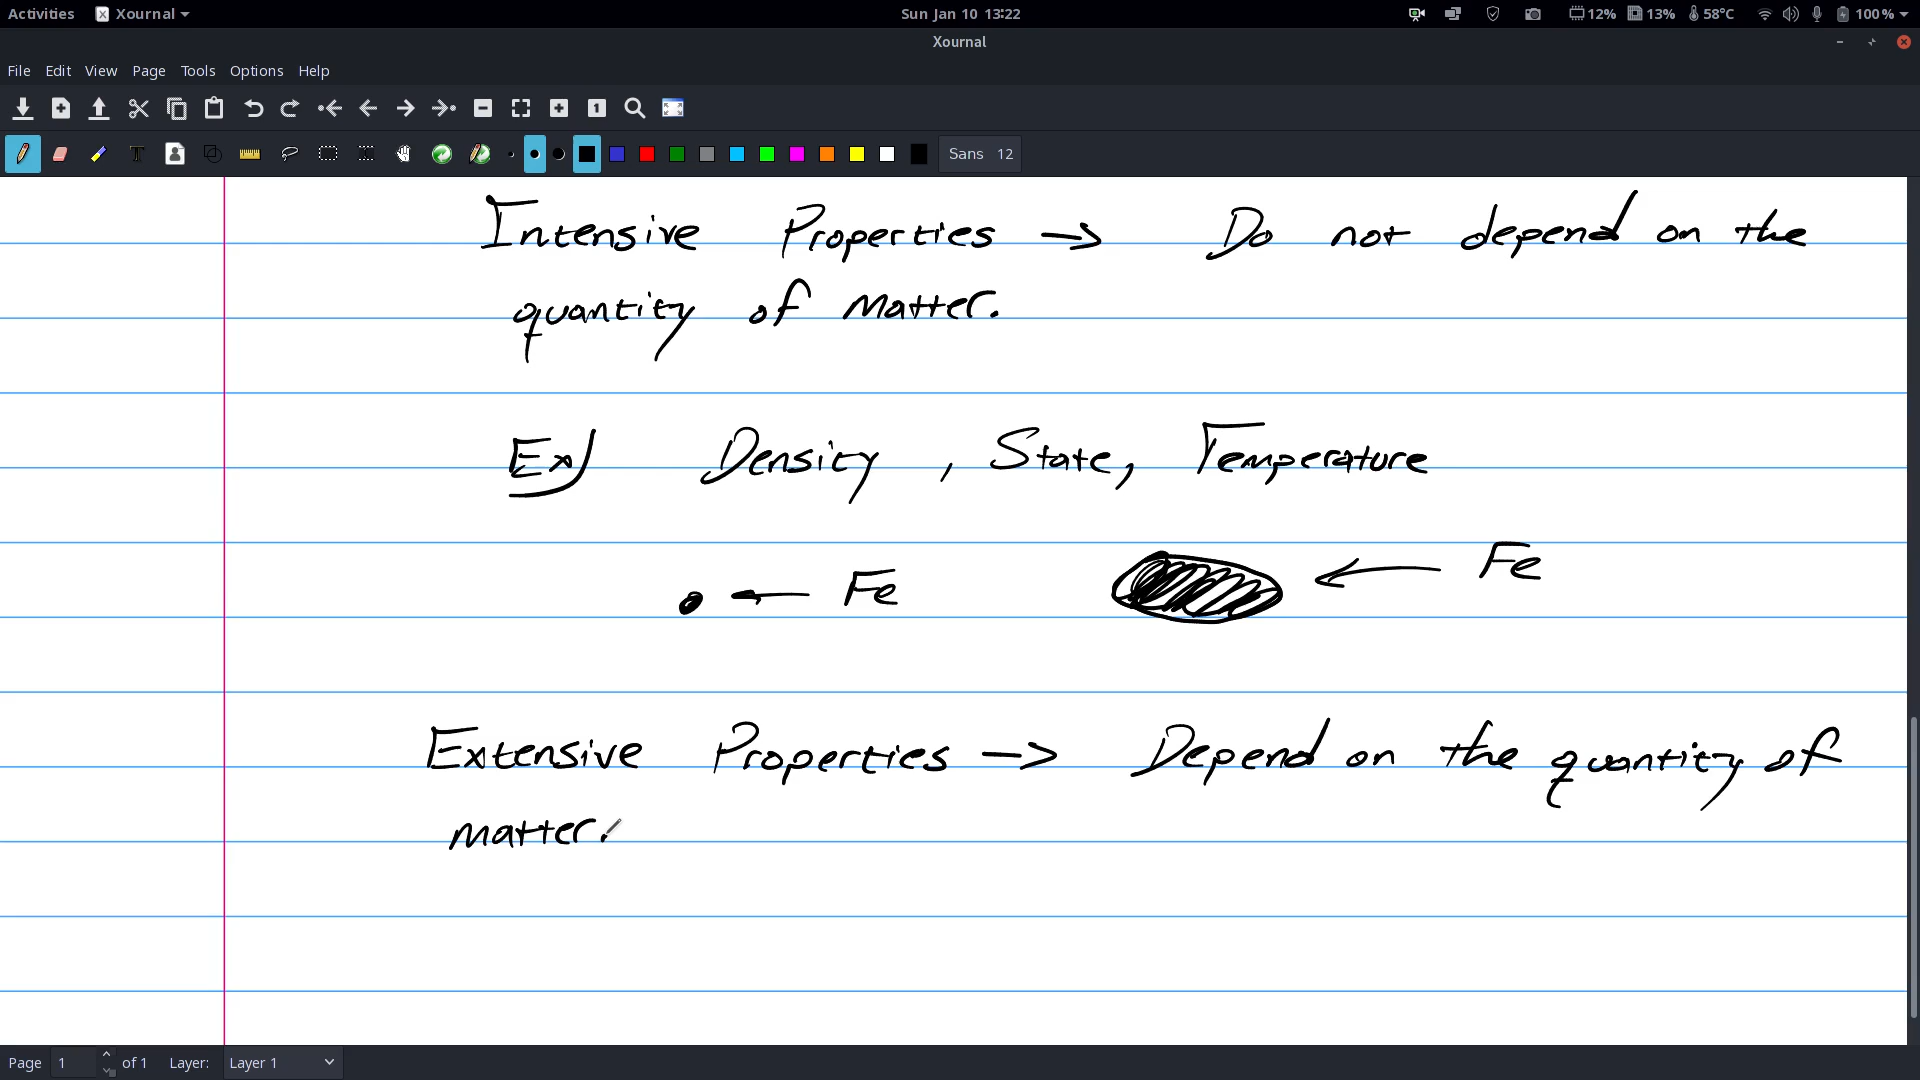 Activities Xournal Sun Jan 10 13:22 12% 13% 58°C 100%
Xournal
File Edit View Page Tools Options Help
1
T Sans 12
Intensive Properties → Do not depend on the
quantity of matter.
Ex) Density, State, Temperature
← Fe ← Fe
Extensive Properties → Depend on the quantity of
matter.
Page 1 of 1 Layer: Layer 1